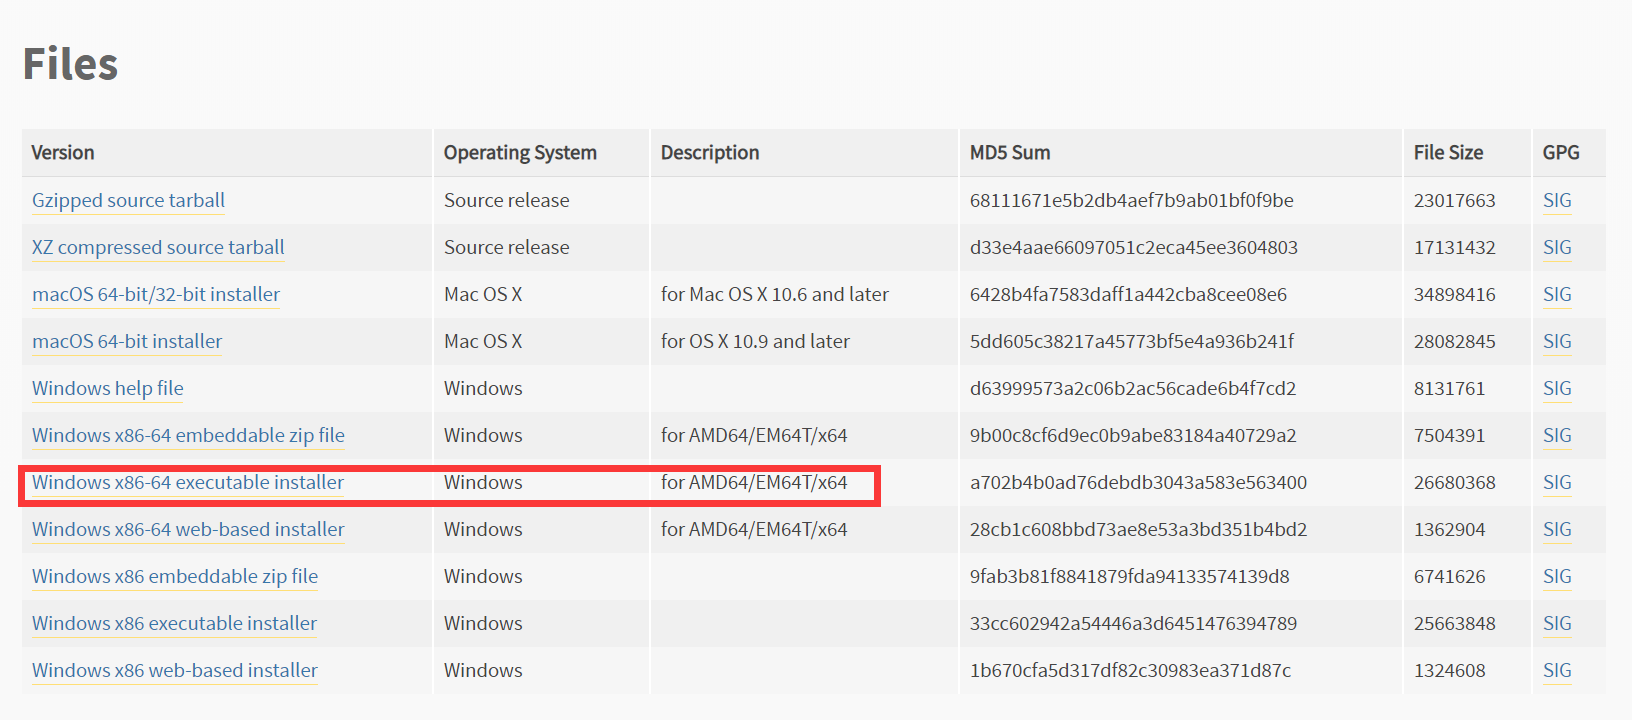 Files
Version Operating System Description MD5 Sum File Size GPG
Gzipped source tarball Source release 68111671e5b2db4aef7b9ab01bf0f9be 23017663 SIG
XZ compressed source tarball Source release d33e4aae66097051c2eca45ee3604803 17131432 SIG
macOS 64-bit/32-bit installer Mac OS X for Mac OS X 10.6 and later 6428b4fa7583daff1a442cba8cee08e6 34898416 SIG
macOS 64-bit installer Mac OS X for OS X 10.9 and later 5dd605c38217a45773bf5e4a936b241f 28082845 SIG
Windows help file Windows d63999573a2c06b2ac56cade6b4f7cd2 8131761 SIG
Windows x86-64 embeddable zip file Windows for AMD64/EM64T/x64 9b00c8cf6d9ec0b9abe83184a40729a2 7504391 SIG
Windows x86-64 executable installer Windows for AMD64/EM64T/x64 a702b4b0ad76debdb3043a583e563400 26680368 SIG
Windows x86-64 web-based installer Windows for AMD64/EM64T/x64 28cb1c608bbd73ae8e53a3bd351b4bd2 1362904 SIG
Windows x86 embeddable zip file Windows 9fab3b81f8841879fda94133574139d8 6741626 SIG
Windows x86 executable installer Windows 33cc602942a54446a3d6451476394789 25663848 SIG
Windows x86 web-based installer Windows 1b670cfa5d317df82c30983ea371d87c 1324608 SIG